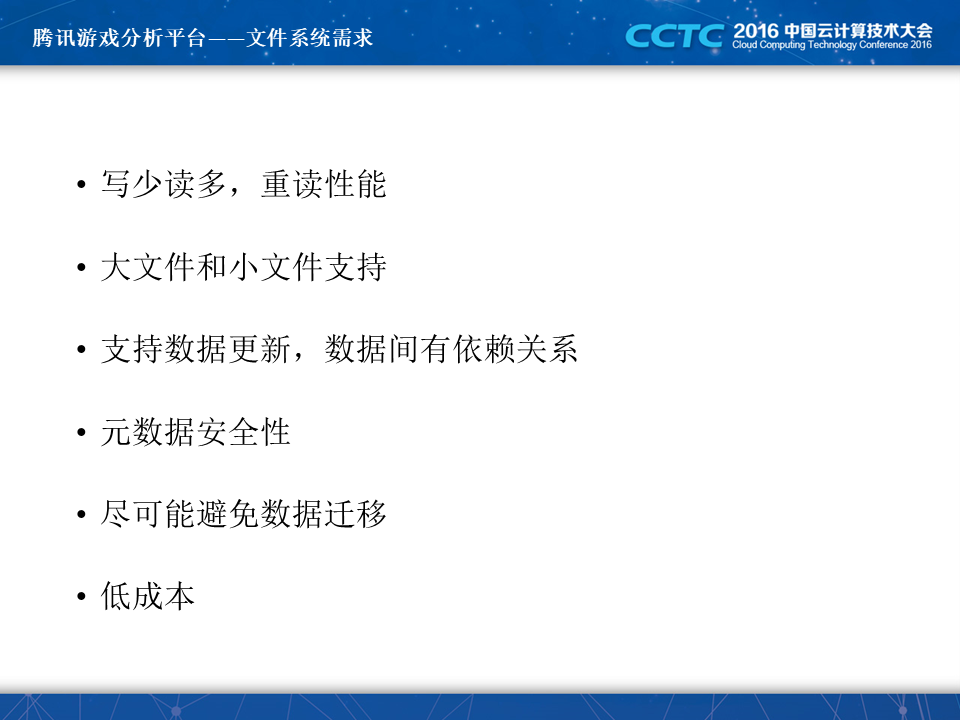 腾讯游戏分析平台——文件系统需求
CCTC 2016 中国云计算技术大会
Cloud Computing Technology Conference 2016
• 写少读多，重读性能
• 大文件和小文件支持
• 支持数据更新，数据间有依赖关系
• 元数据安全性
• 尽可能避免数据迁移
• 低成本